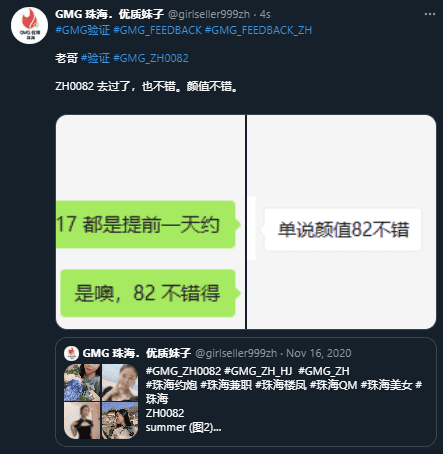 GMG 珠海．优质妹子 @girlseller999zh · 4s
#GMG验证 #GMG_FEEDBACK #GMG_FEEDBACK_ZH
老哥 #验证 #GMG_ZH0082
ZH0082 去过了，也不错。颜值不错。
17 都是提前一天约
单说颜值82不错
是噢，82 不错得
GMG 珠海．优质妹子 @girlseller999zh · Nov 16, 2020
#GMG_ZH0082 #GMG_ZH_HJ #GMG_ZH
#珠海约炮 #珠海兼职 #珠海楼凤 #珠海QM #珠海美女 #
珠海
ZH0082
summer (图2)...